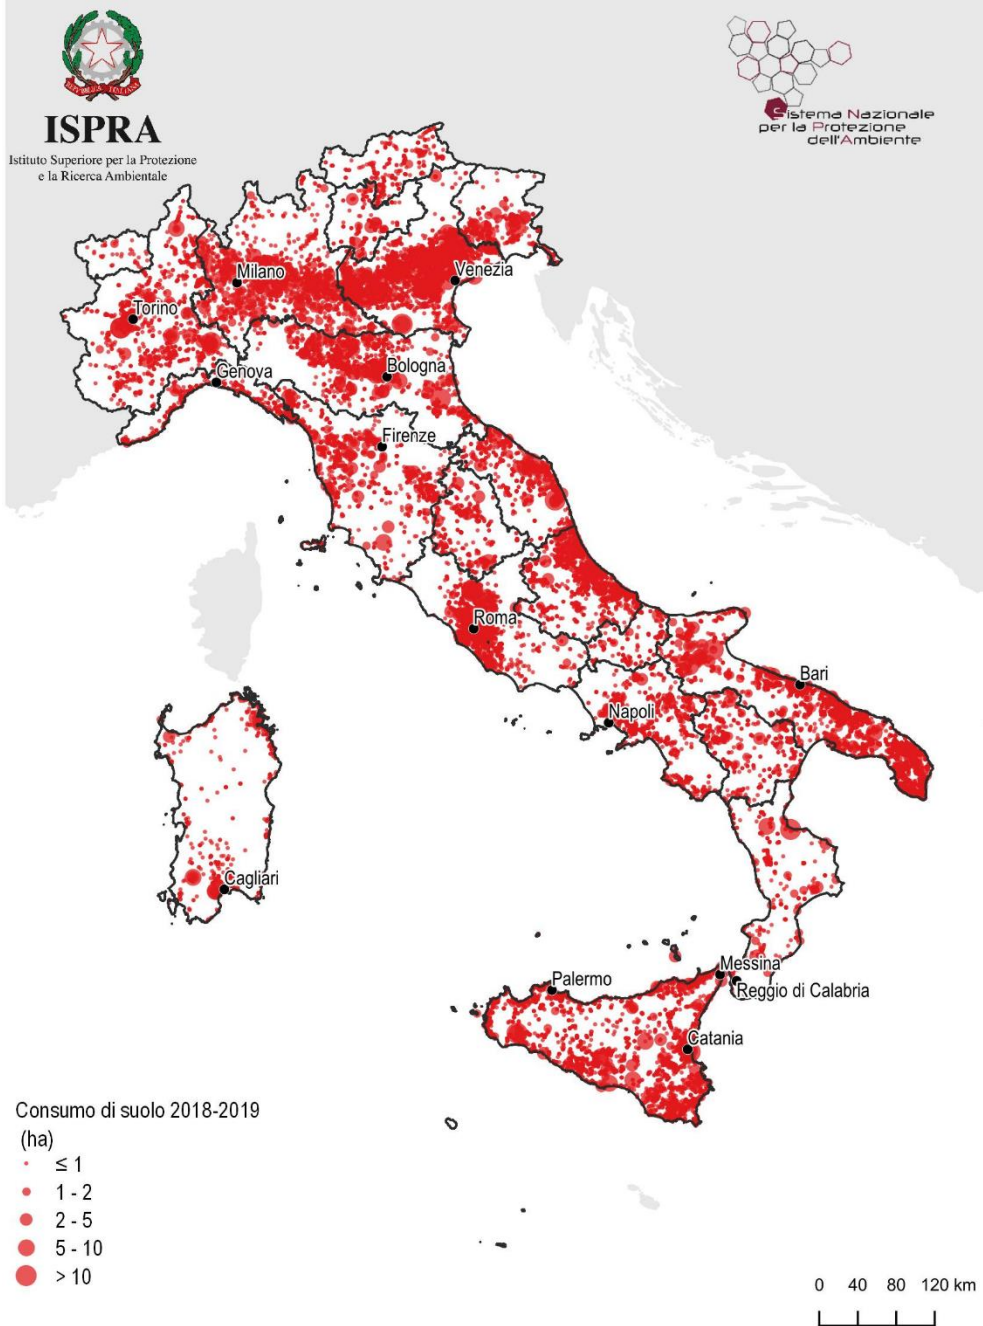 REPVBBLICA ITALIANA
ISPRA
Istituto Superiore per la Protezione
e la Ricerca Ambientale
Sistema Nazionale
per la Protezione
dell'Ambiente
Milano
Venezia
Torino
Bologna
Genova
Firenze
Roma
Bari
Napoli
Cagliari
Messina
Palermo
Reggio di Calabria
Catania
Consumo di suolo 2018-2019
(ha)
≤ 1
1 - 2
2 - 5
5 - 10
> 10
0 40 80 120 km